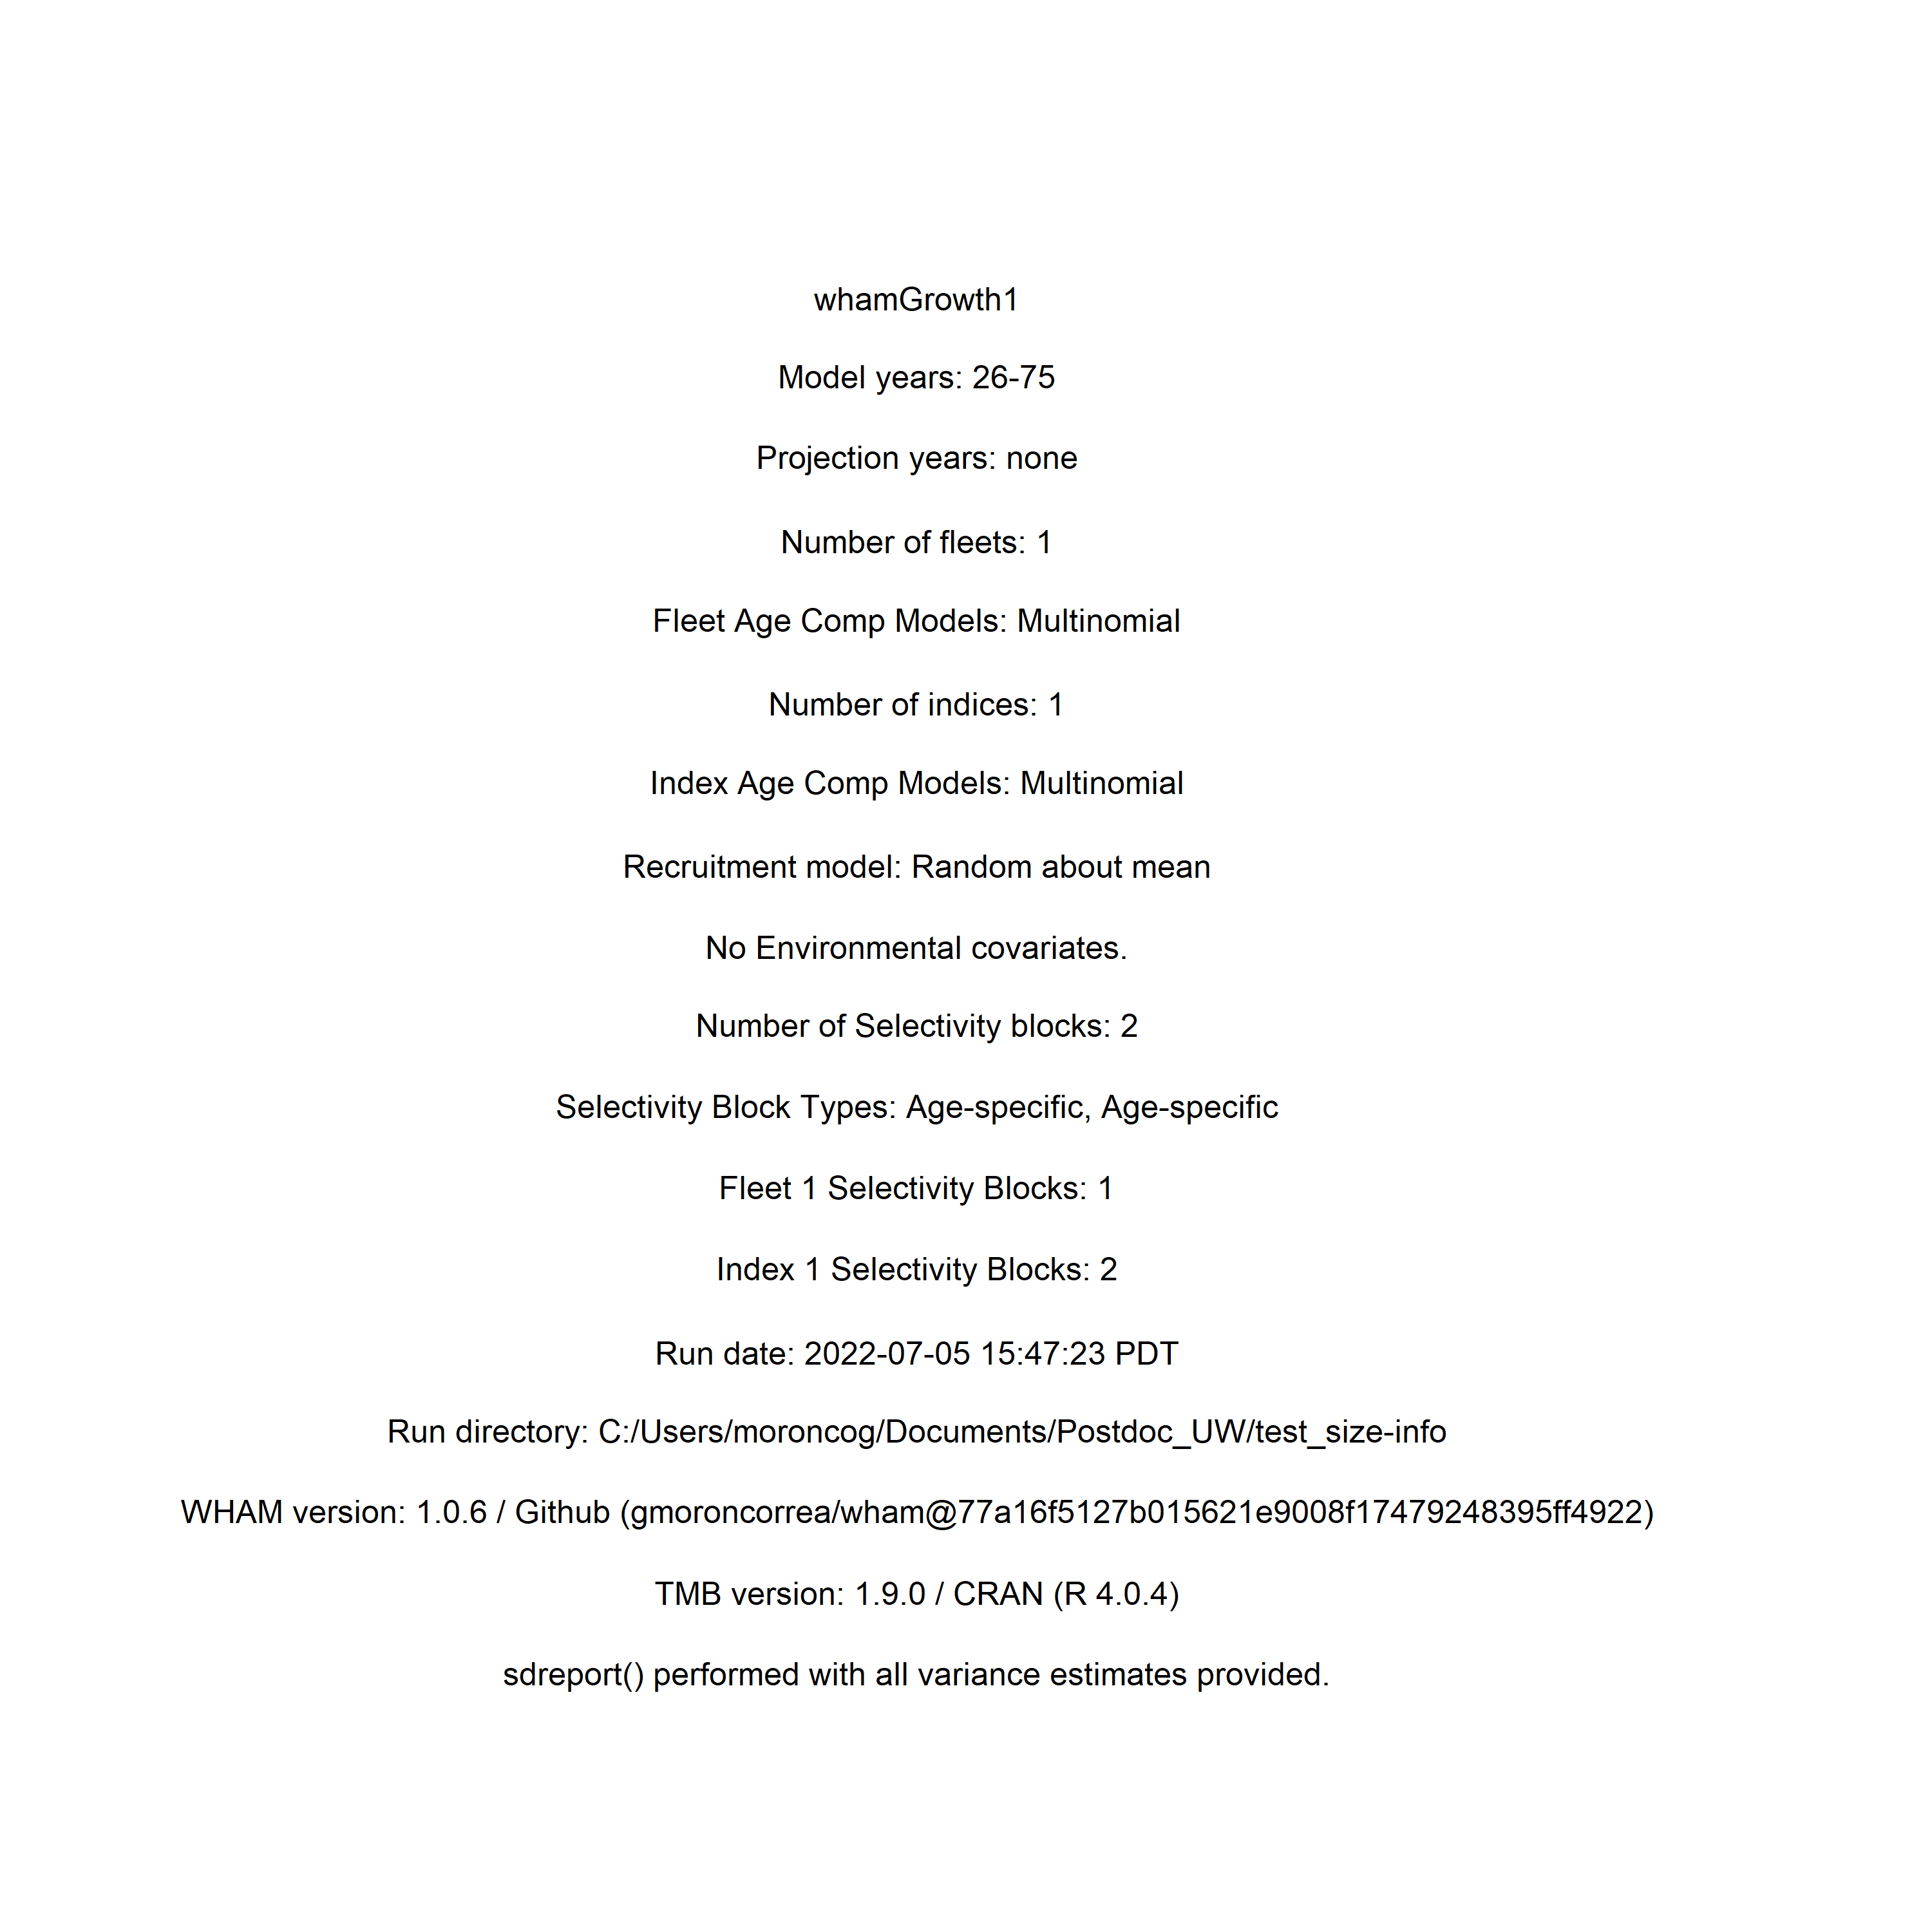 whamGrowth1
Model years: 26-75
Projection years: none
Number of fleets: 1
Fleet Age Comp Models: Multinomial
Number of indices: 1
Index Age Comp Models: Multinomial
Recruitment model: Random about mean
No Environmental covariates.
Number of Selectivity blocks: 2
Selectivity Block Types: Age-specific, Age-specific
Fleet 1 Selectivity Blocks: 1
Index 1 Selectivity Blocks: 2
Run date: 2022-07-05 15:47:23 PDT
Run directory: C:/Users/moroncog/Documents/Postdoc_UW/test_size-info
WHAM version: 1.0.6 / Github (gmoroncorrea/wham@77a16f5127b015621e9008f17479248395ff4922)
TMB version: 1.9.0 / CRAN (R 4.0.4)
sdreport() performed with all variance estimates provided.